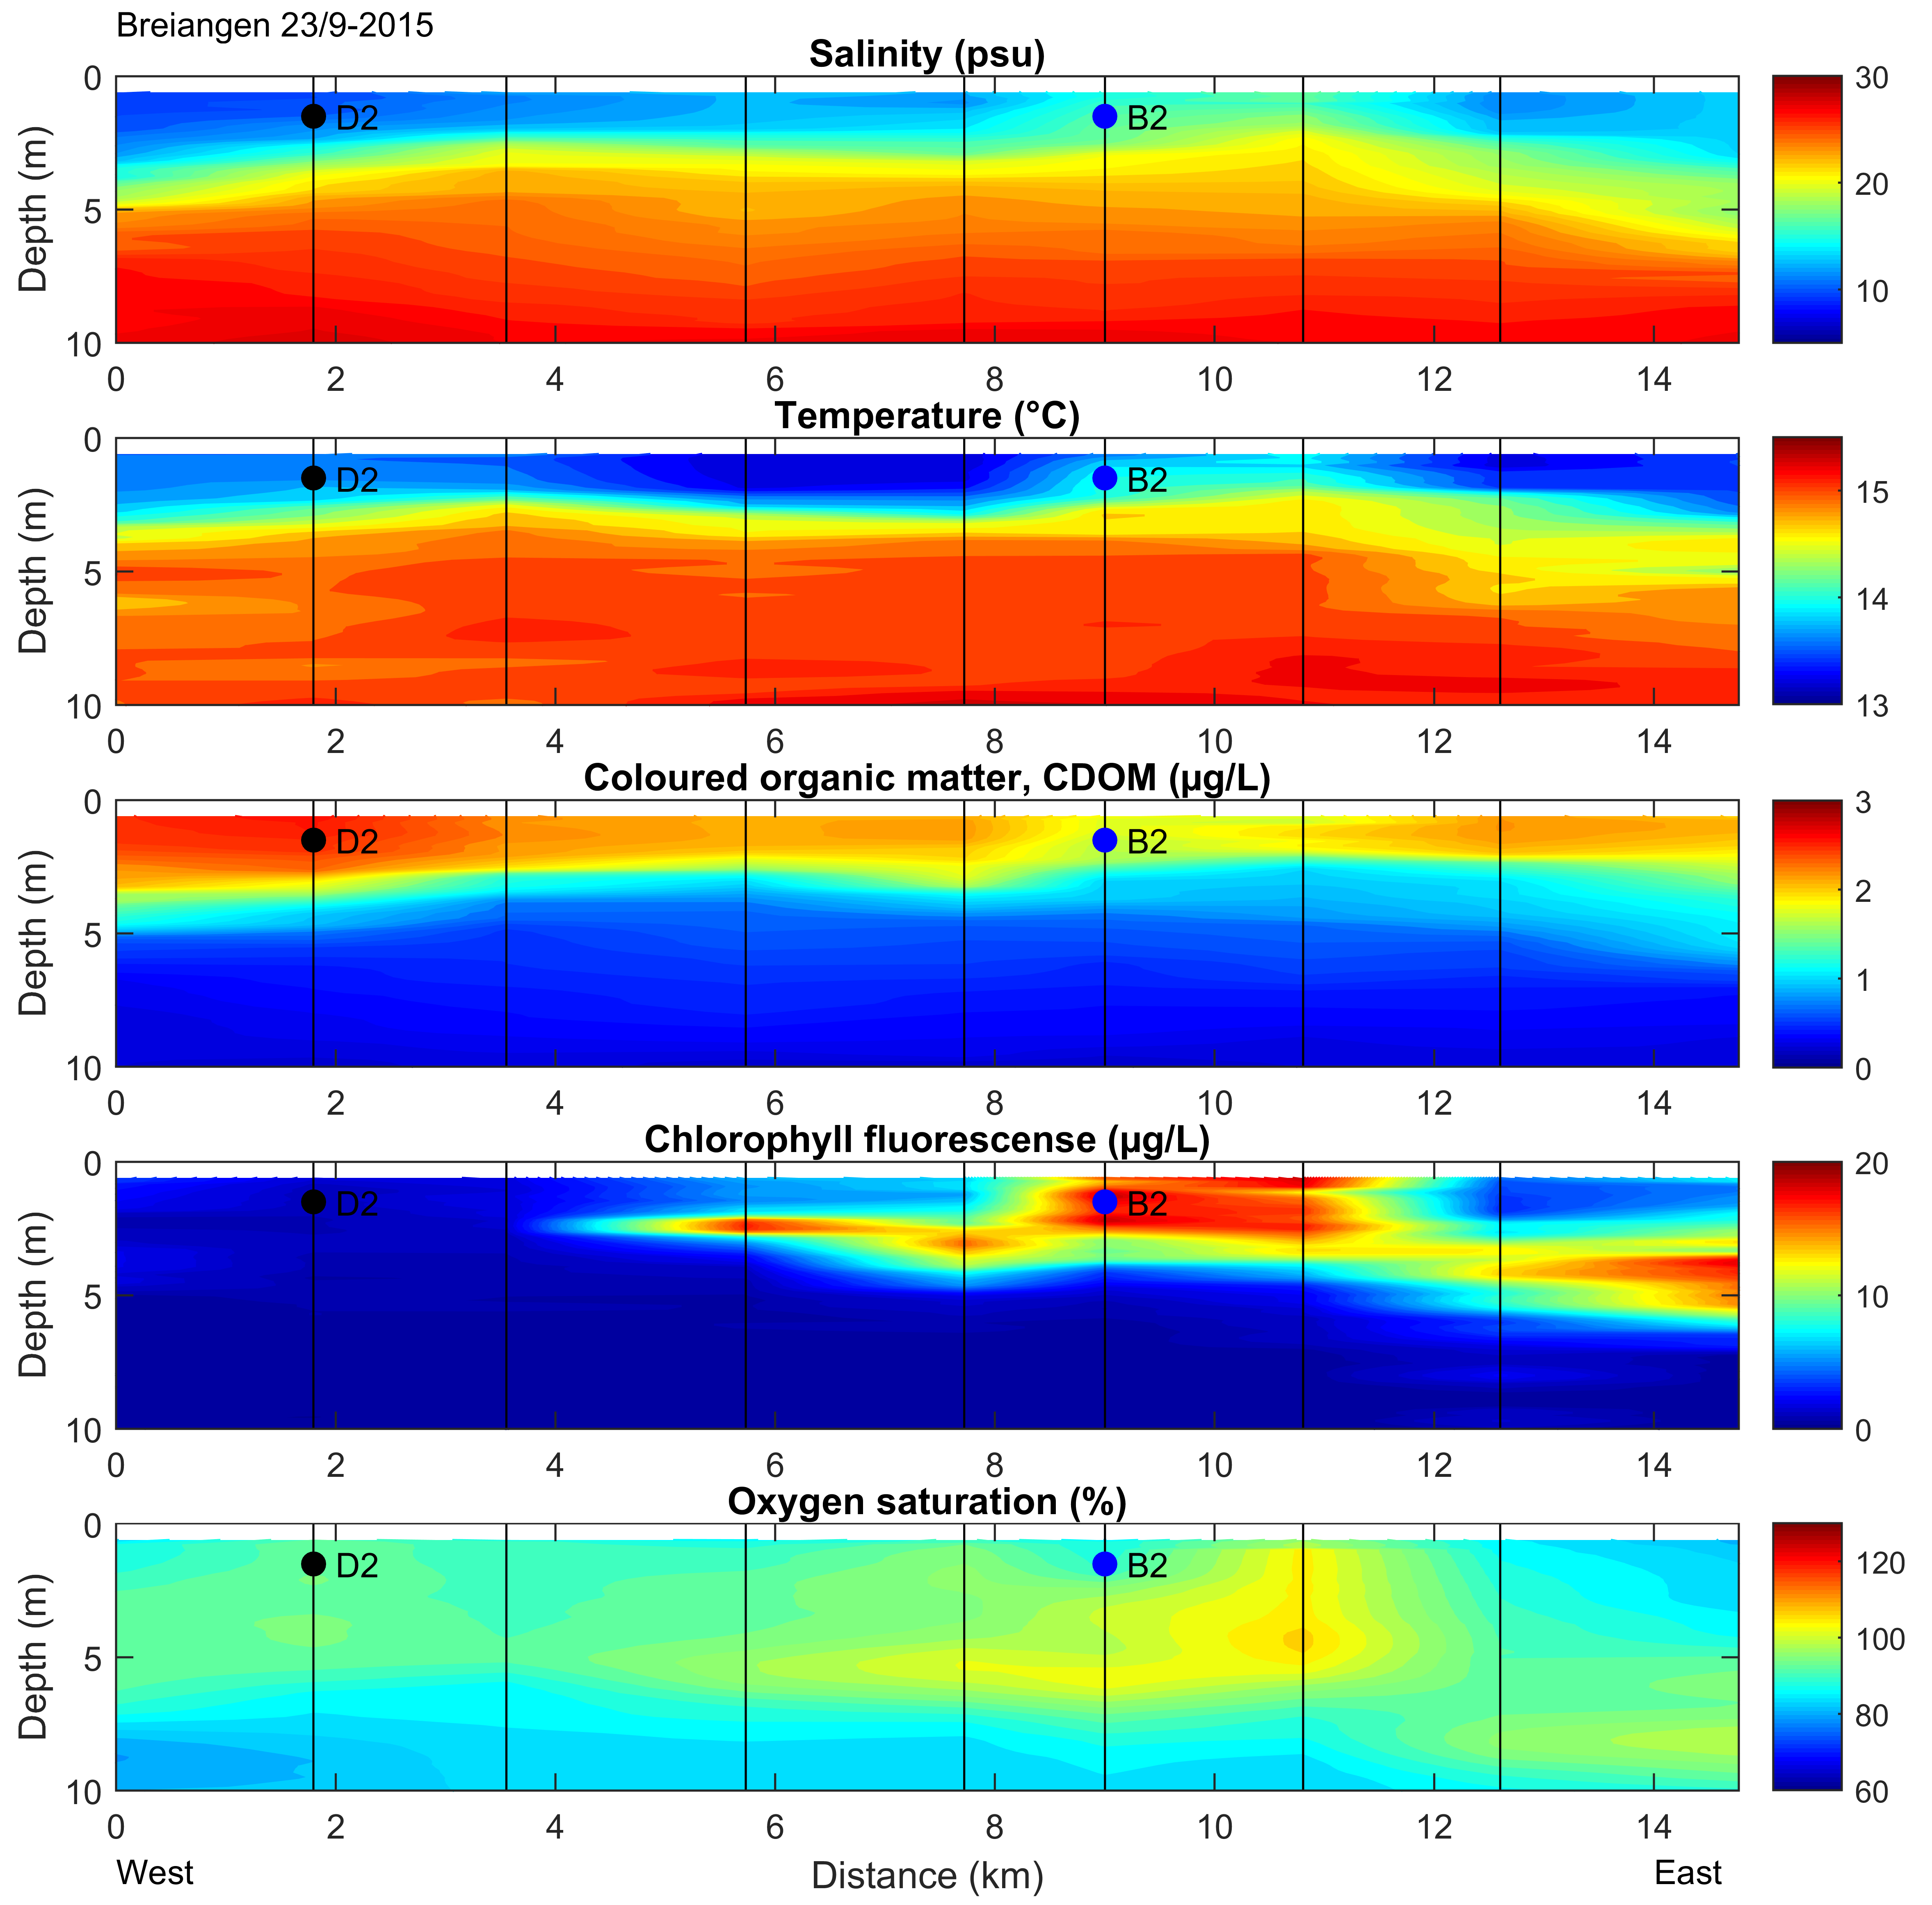 Breiangen 23/9-2015
Salinity (psu)
0
5
10
Depth (m)
D2
B2
30
20
10
0 2 4 6 8 10 12 14
Temperature (°C)
0
5
10
Depth (m)
D2
B2
15
14
13
0 2 4 6 8 10 12 14
Coloured organic matter, CDOM (µg/L)
0
5
10
Depth (m)
D2
B2
3
2
1
0
0 2 4 6 8 10 12 14
Chlorophyll fluorescense (µg/L)
0
5
10
Depth (m)
D2
B2
20
10
0
0 2 4 6 8 10 12 14
Oxygen saturation (%)
0
5
10
Depth (m)
D2
B2
120
100
80
60
0 2 4 6 8 10 12 14
West Distance (km) East